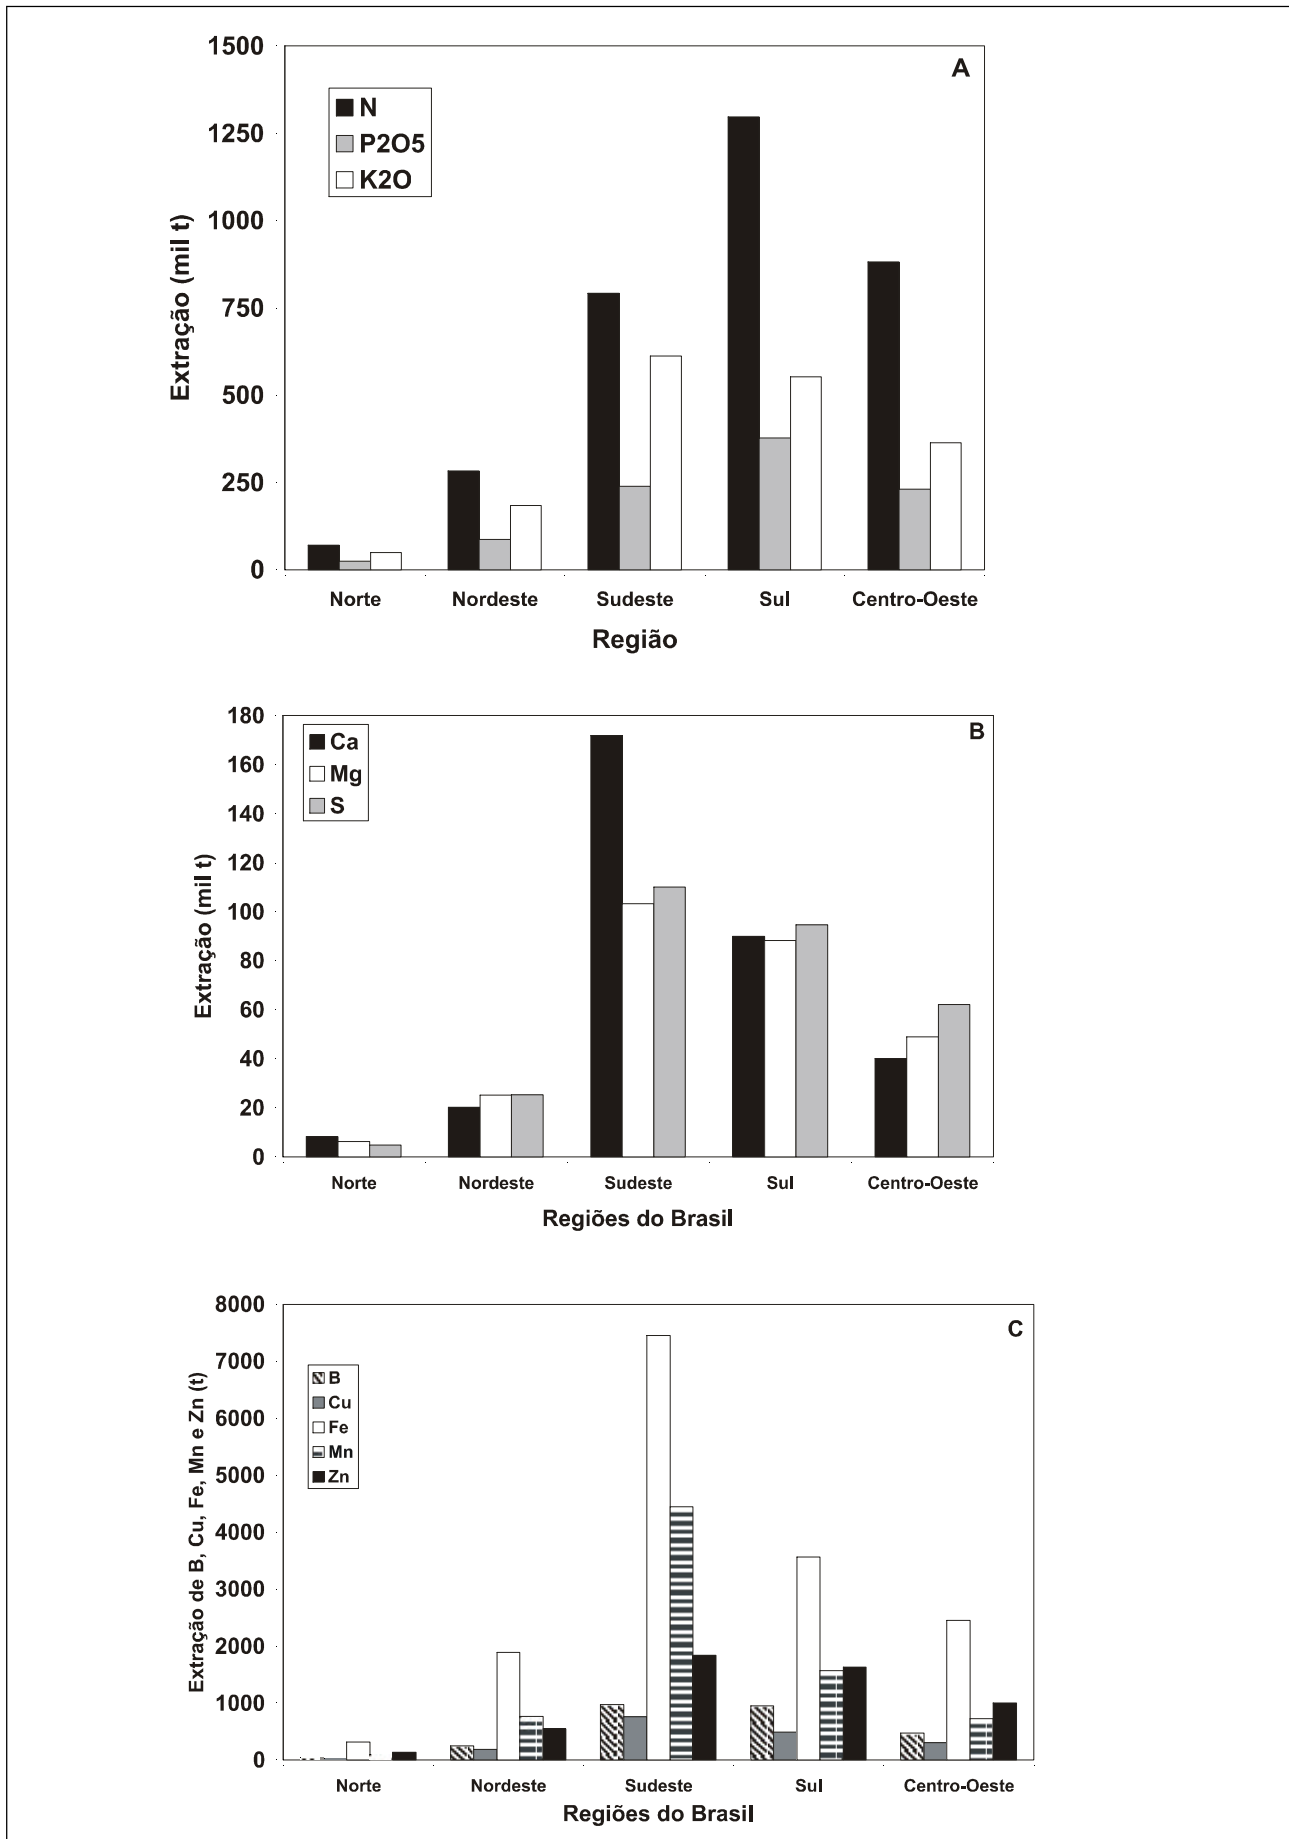 A
N
P2O5
K2O
1500
1250
1000
750
500
250
0
Extração (mil t)
Norte Nordeste Sudeste Sul Centro-Oeste
Região
B
Ca
Mg
S
180
160
140
120
100
80
60
40
20
0
Extração (mil t)
Norte Nordeste Sudeste Sul Centro-Oeste
Regiões do Brasil
C
B
Cu
Fe
Mn
Zn
8000
7000
6000
5000
4000
3000
2000
1000
0
Extração de B, Cu, Fe, Mn e Zn (t)
Norte Nordeste Sudeste Sul Centro-Oeste
Regiões do Brasil